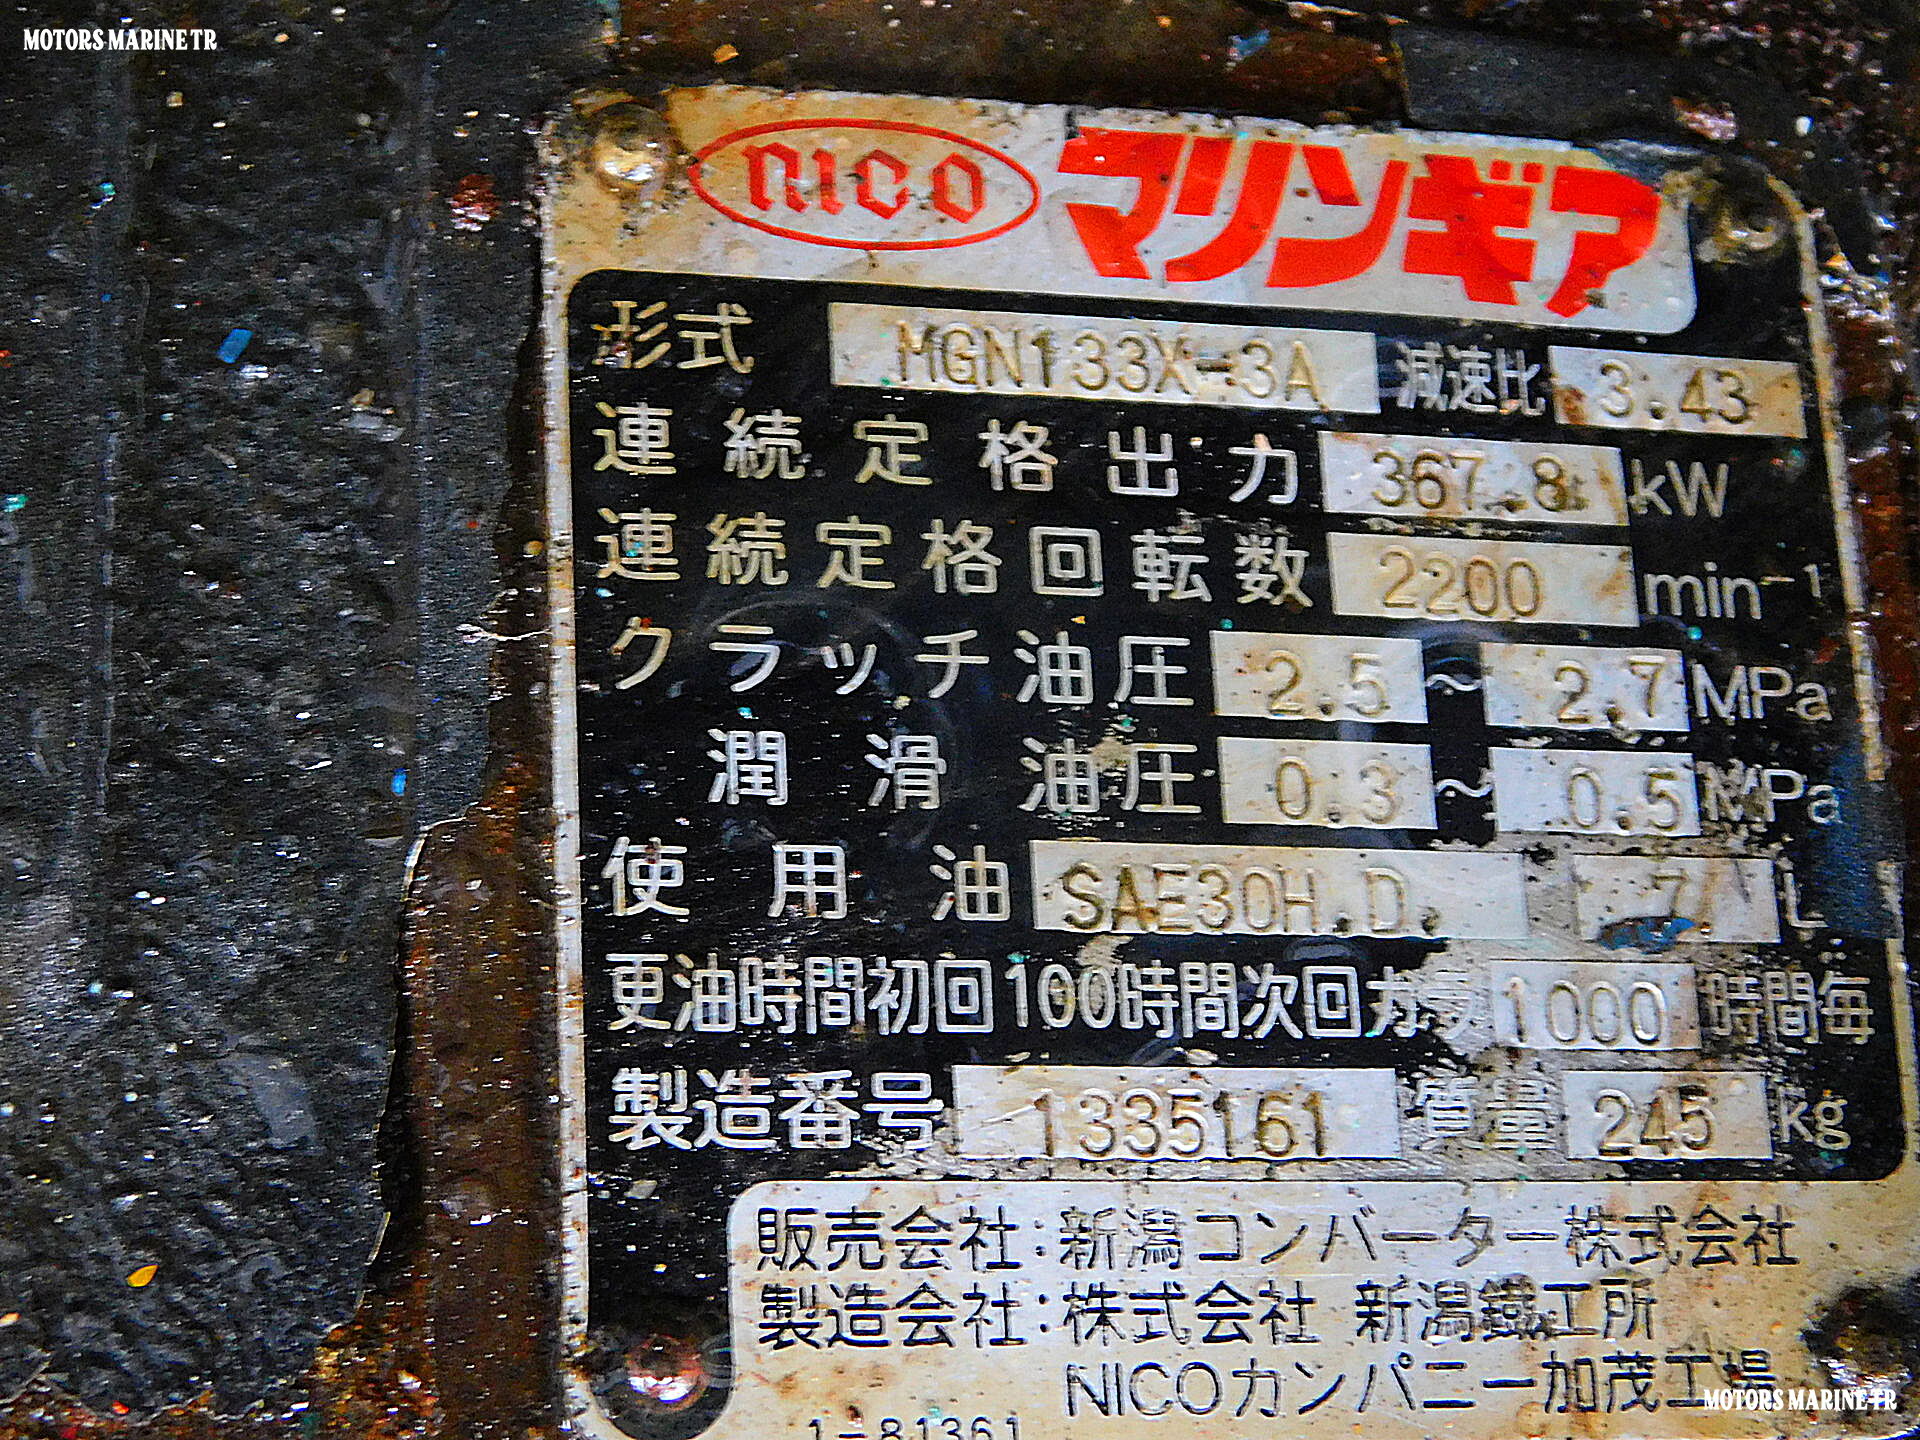 MOTORS MARINE TR
NICO マリンギア
形式 MGN133X-3A 減速比 3.43
連続定格出力 367.8 kW
連続定格回転数 2200 min⁻¹
クラッチ油圧 2.5 ～ 2.7 MPa
潤滑油圧 0.3 ～ 0.5 MPa
使用油 SAE30H.D. 7 L
更油時間初回100時間次回カラ 1000 時間毎
製造番号 1335161 質量 245 kg
販売会社:新潟コンバーター株式会社
製造会社:株式会社 新潟鐵工所
NICOカンパニー加茂工場
1-81361
MOTORS MARINE TR